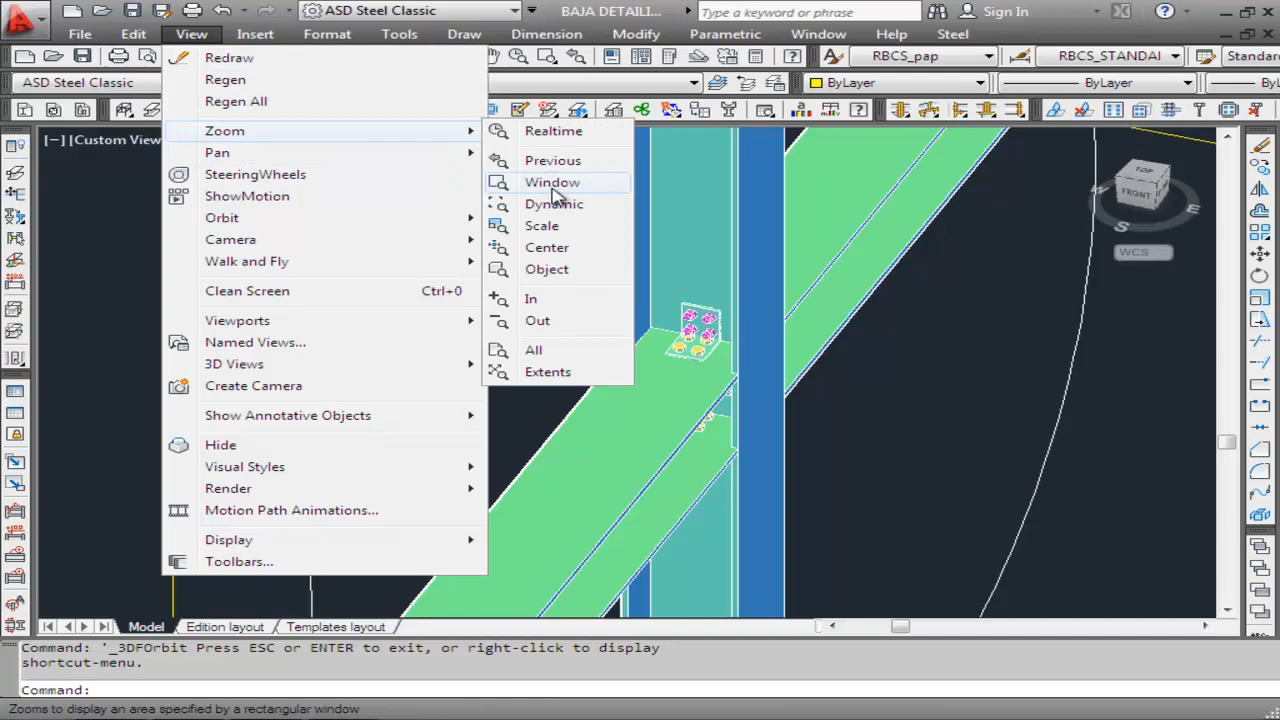 ASD Steel Classic
BAJA DETAILI...
Type a keyword or phrase
Sign In
File Edit View Insert Format Tools Draw Dimension Modify Parametric Window Help Steel
RBCS_pap
RBCS_STANDAI
Standar
ASD Steel Classic
ByLayer
ByLayer
ByL
[−] [Custom View
Redraw
Regen
Regen All
Zoom
Pan
SteeringWheels
ShowMotion
Orbit
Camera
Walk and Fly
Clean Screen Ctrl+0
Viewports
Named Views...
3D Views
Create Camera
Show Annotative Objects
Hide
Visual Styles
Render
Motion Path Animations...
Display
Toolbars...
Realtime
Previous
Window
Dynamic
Scale
Center
Object
In
Out
All
Extents
TOP
FRONT
S
E
WCS
Model Edition layout Templates layout
Command: '_3DFOrbit Press ESC or ENTER to exit, or right-click to display
shortcut-menu.
Command:
Zooms to display an area specified by a rectangular window